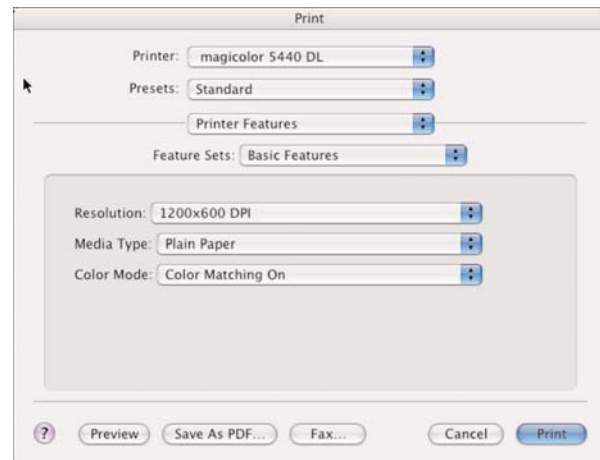 Print
Printer: magicolor 5440 DL
Presets: Standard
Printer Features
Feature Sets: Basic Features
Resolution: 1200x600 DPI
Media Type: Plain Paper
Color Mode: Color Matching On
? Preview Save As PDF... Fax... Cancel Print